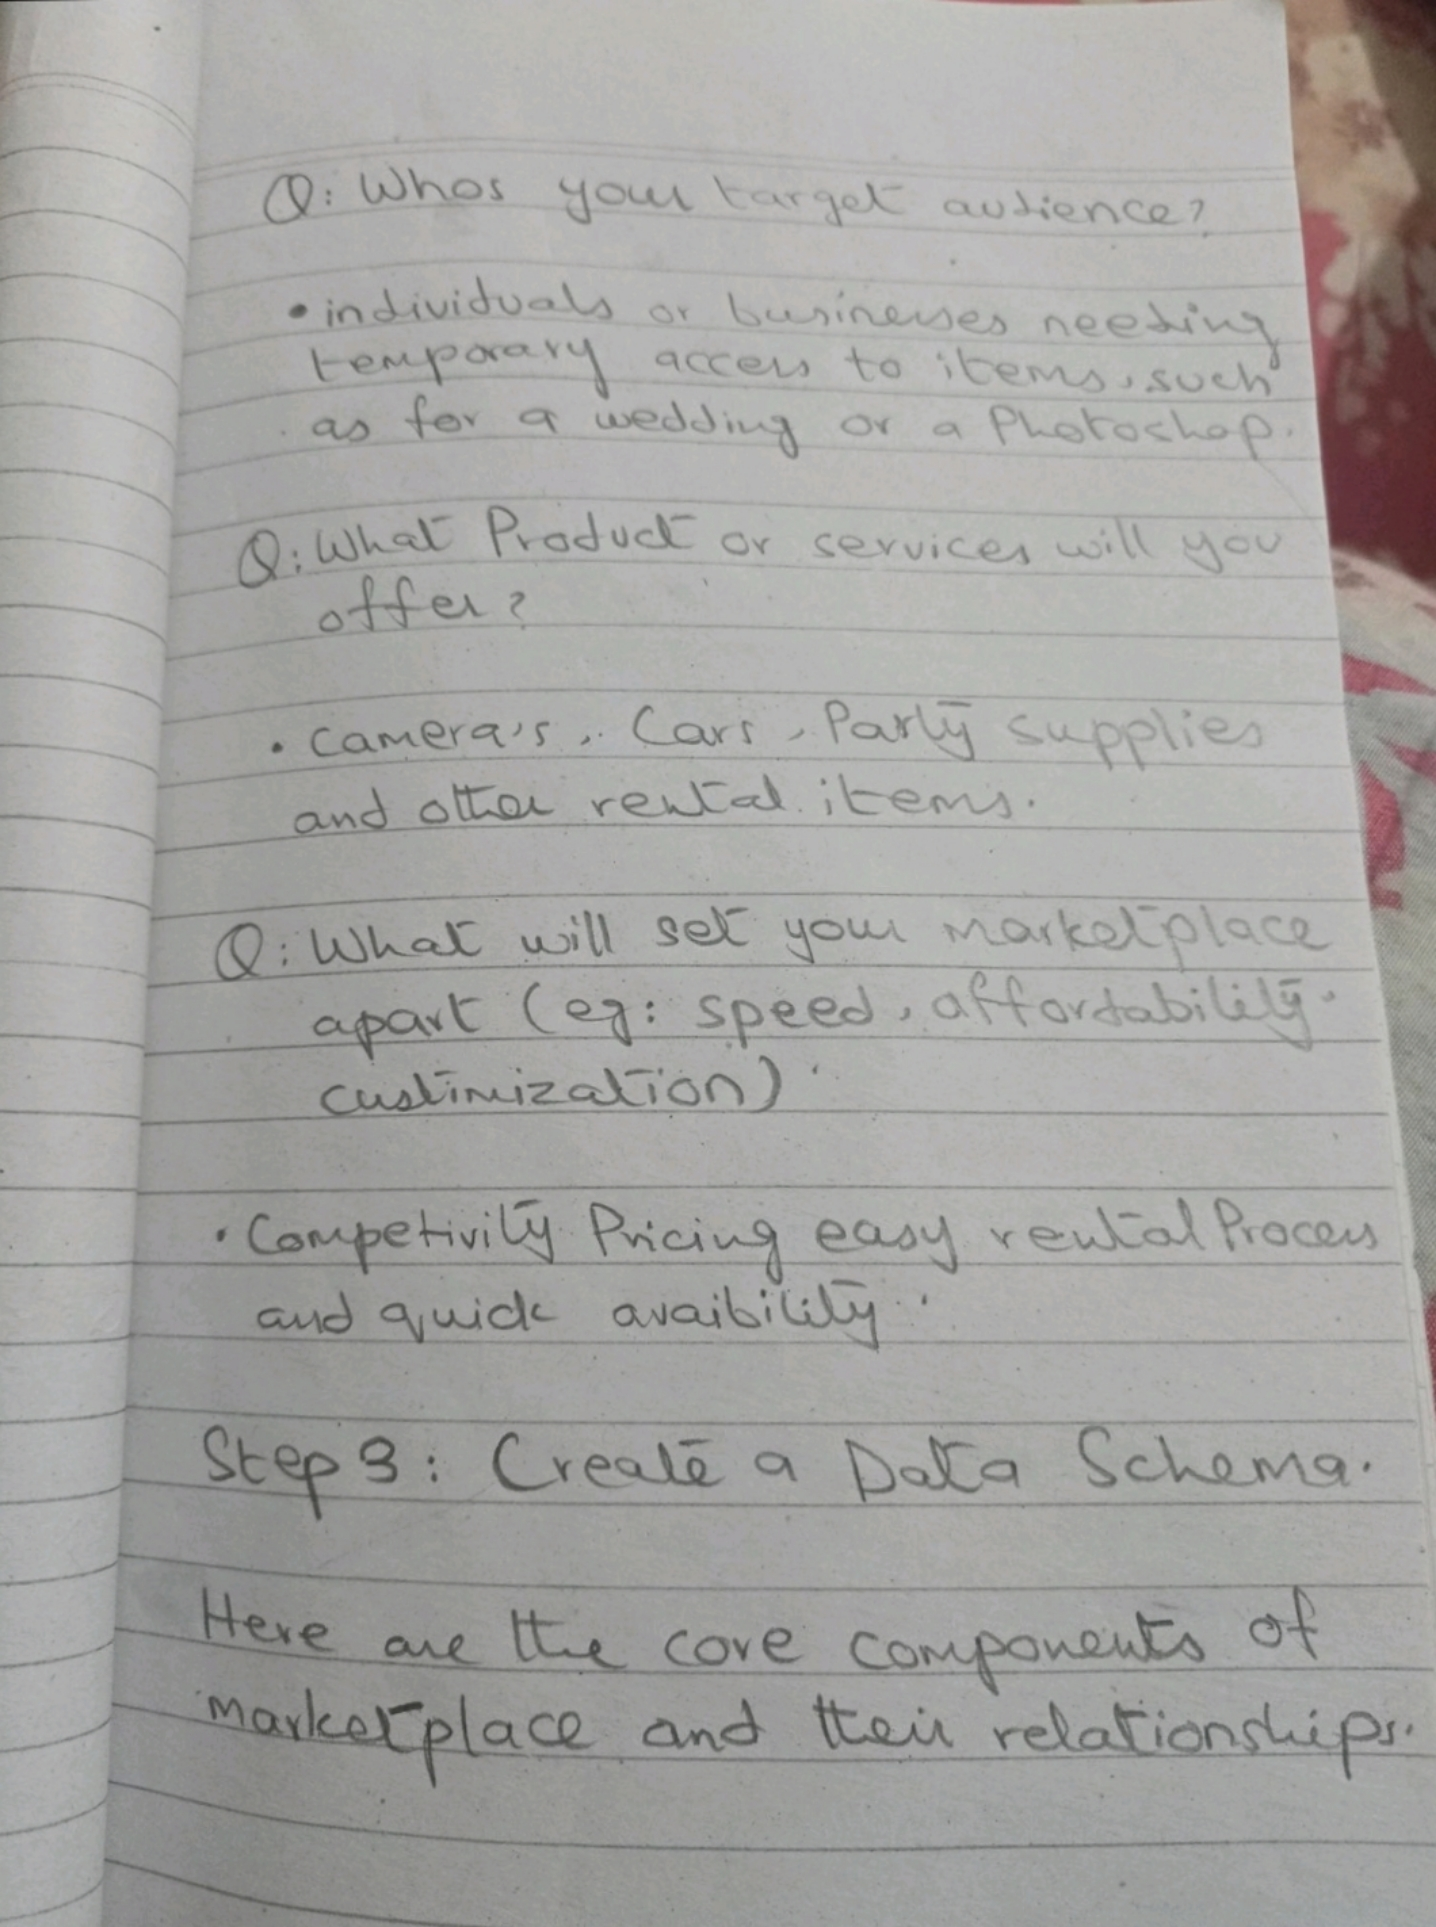 Q: Whos your target audience?
• individuals or businesses needing
temporary access to items, such
as for a wedding or a Photoshop.
Q: What Product or services will you
offer?
• Camera's, Cars, Party supplies
and other rental items.
Q: What will set your marketplace
apart (eg: speed, affordability.
custimization)
• Competivity Pricing easy rental Process
and quick avaibility.
Step 3: Create a Data Schema.
Here are the core components of
marketplace and their relationships.